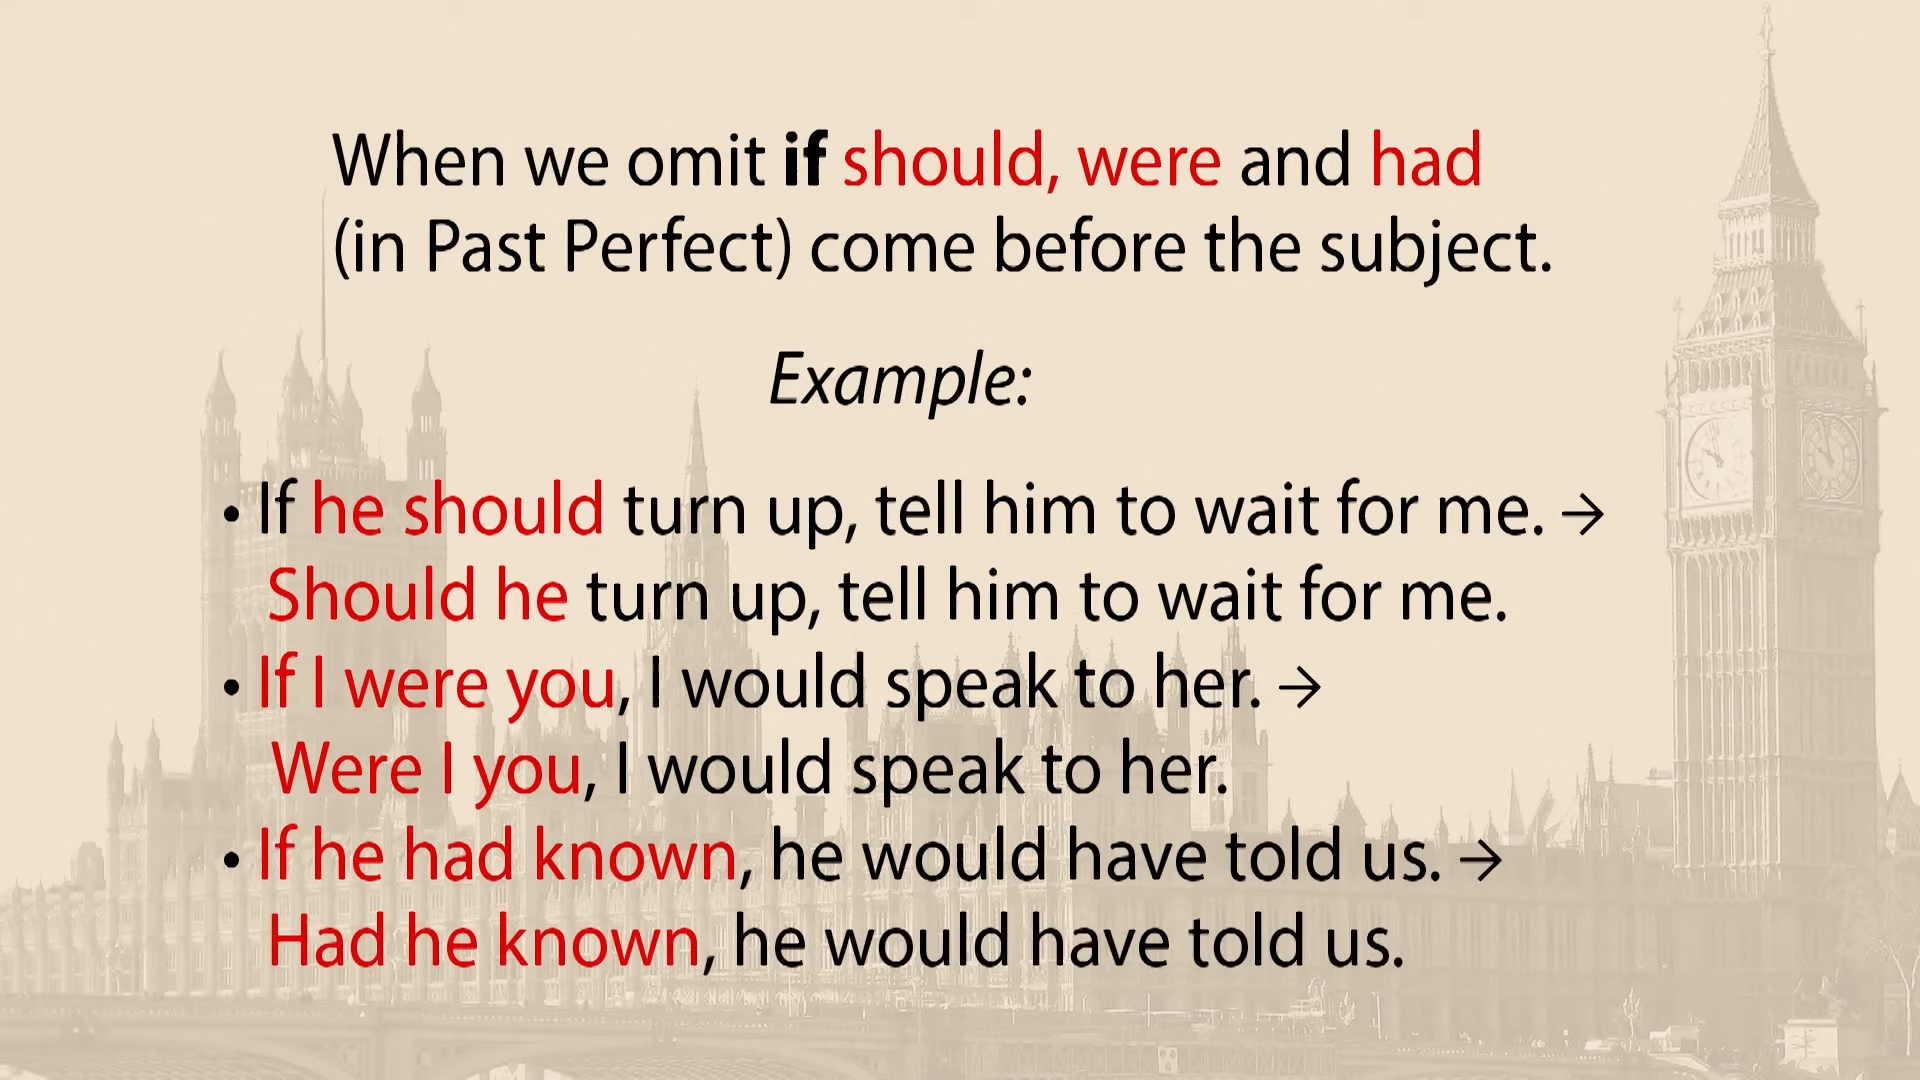 When we omit if should, were and had
(in Past Perfect) come before the subject.
Example:
• If he should turn up, tell him to wait for me. →
Should he turn up, tell him to wait for me.
• If I were you, I would speak to her. →
Were I you, I would speak to her.
• If he had known, he would have told us. →
Had he known, he would have told us.